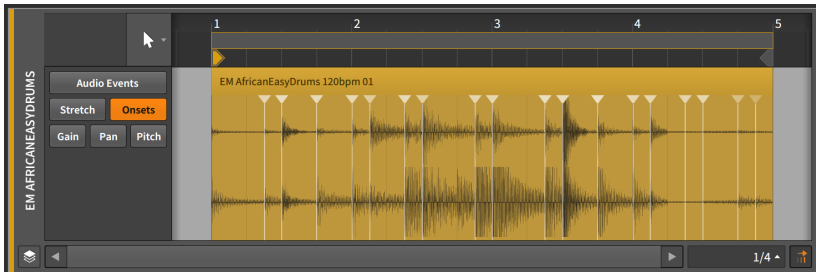 1 2 3 4 5
EM AFRICANEASYDRUMS
Audio Events
Stretch Onsets
Gain Pan Pitch
EM AfricanEasyDrums 120bpm 01
1/4